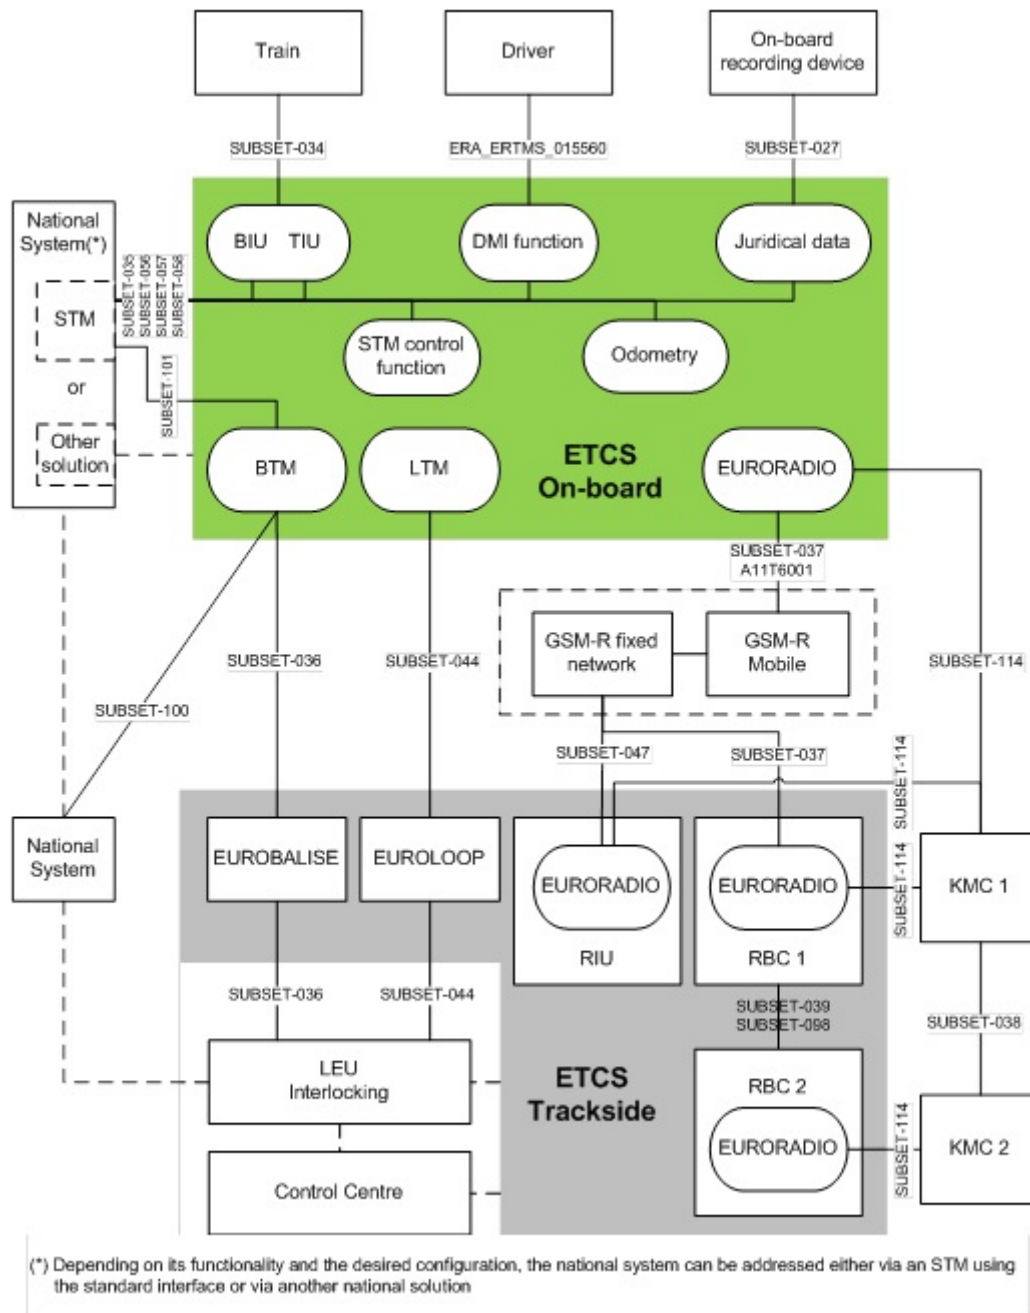 Train
Driver
On-board
recording device
SUBSET-034
ERA_ERTMS_015560
SUBSET-027
National
System(*)
SUBSET-035
SUBSET-056
SUBSET-057
SUBSET-058
BIU TIU
DMI function
Juridical data
STM
STM control
function
Odometry
or
SUBSET-101
Other
solution
BTM
LTM
ETCS
On-board
EURORADIO
SUBSET-037
A11T6001
GSM-R fixed
network
GSM-R
Mobile
SUBSET-036
SUBSET-044
SUBSET-114
SUBSET-100
SUBSET-047
SUBSET-037
SUBSET-114
National
System
EUROBALISE
EUROLOOP
EURORADIO
RIU
EURORADIO
RBC 1
SUBSET-114
KMC 1
SUBSET-036
SUBSET-044
SUBSET-039
SUBSET-098
SUBSET-038
LEU
Interlocking
ETCS
Trackside
RBC 2
EURORADIO
SUBSET-114
KMC 2
Control Centre
(*) Depending on its functionality and the desired configuration, the national system can be addressed either via an STM using
the standard interface or via another national solution